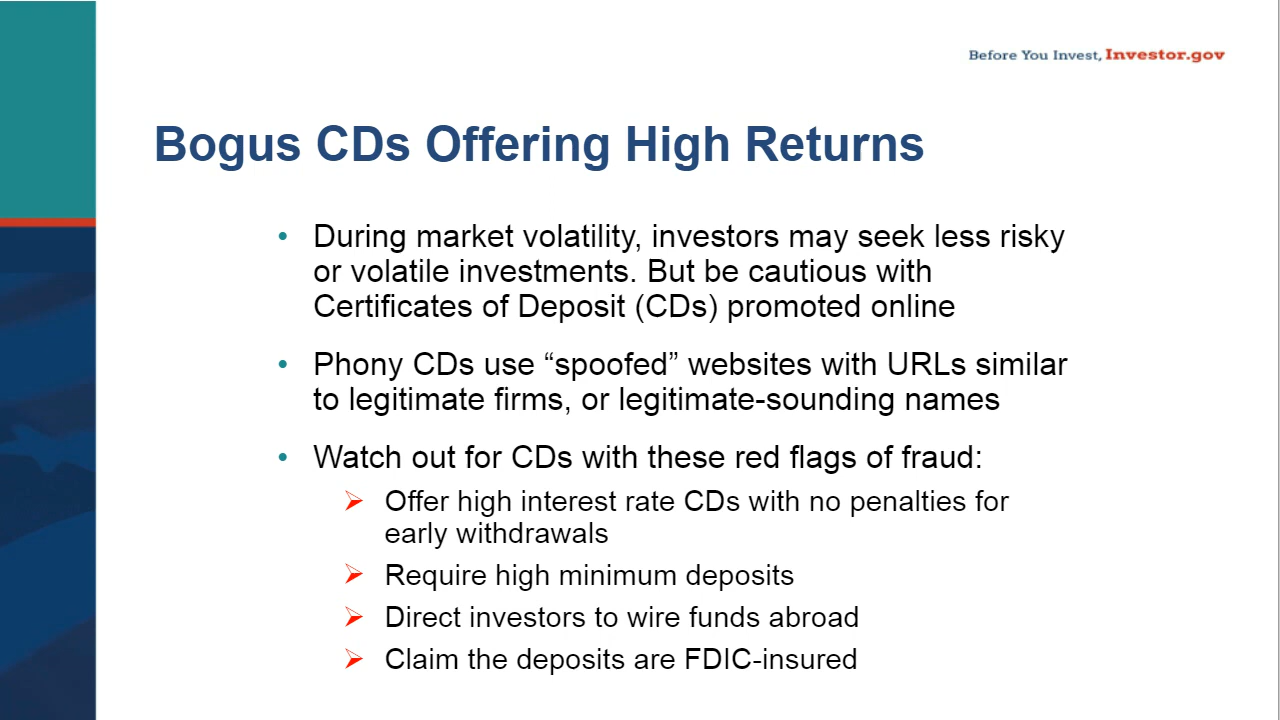 Before You Invest, Investor.gov
Bogus CDs Offering High Returns
• During market volatility, investors may seek less risky
or volatile investments. But be cautious with
Certificates of Deposit (CDs) promoted online
• Phony CDs use “spoofed” websites with URLs similar
to legitimate firms, or legitimate-sounding names
• Watch out for CDs with these red flags of fraud:
➢ Offer high interest rate CDs with no penalties for
early withdrawals
➢ Require high minimum deposits
➢ Direct investors to wire funds abroad
➢ Claim the deposits are FDIC-insured